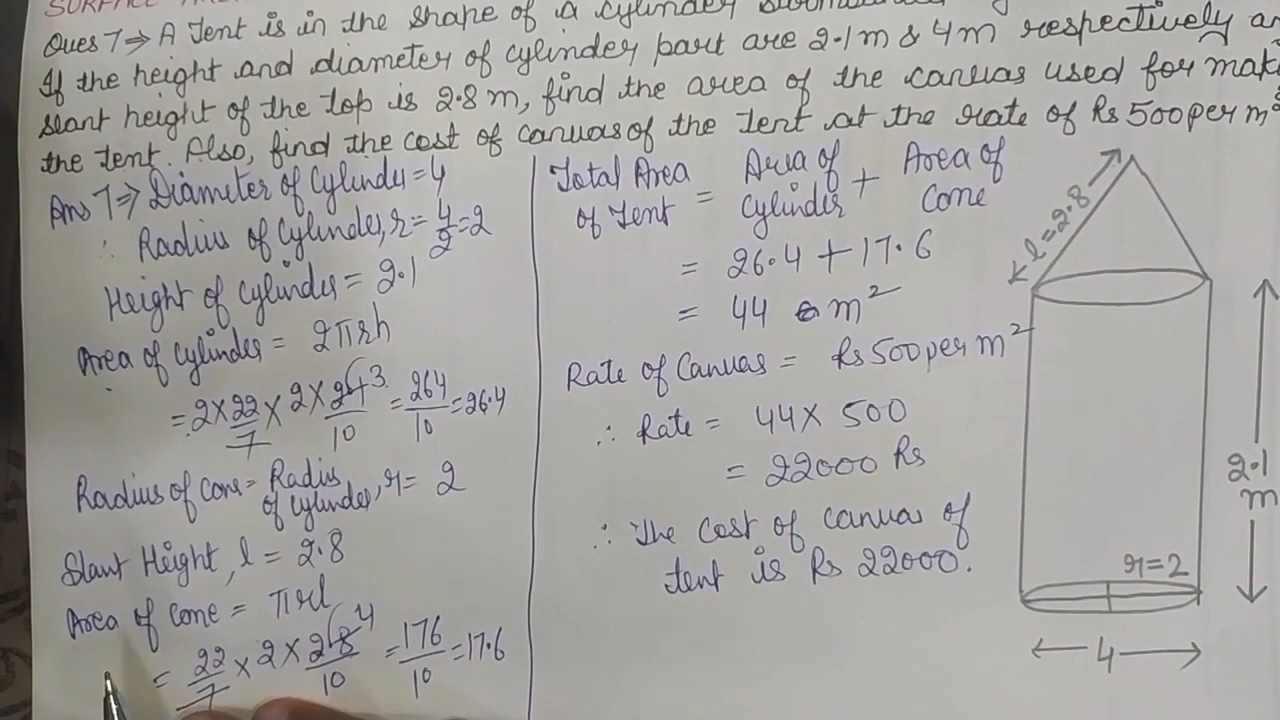 SURFACE
Ques 7⇒ A Tent is in the shape of a cylinder
If the height and diameter of cylinder part are 2.1m & 4m respectively
slant height of the top is 2.8 m, find the area of the canvas used for mak
the tent. Also, find the cost of canvas of the tent at the rate of Rs 500 per m²
Ans 7⇒ Diameter of cylinder = 4
∴ Radius of cylinder, r = 4/2 = 2
Height of cylinder = 2.1
Area of cylinder = 2πrh
= 2 × 22/7 × 2 × 21/10 3 = 264/10 = 26.4
Radius of cone = Radius of cylinder, r = 2
Slant Height, l = 2.8
Area of cone = πrl
= 22/7 × 2 × 28/10 4 = 176/10 = 17.6
Total Area of Tent = Area of cylinder + Area of Cone
= 26.4 + 17.6
= 44 m²
Rate of Canvas = Rs 500 per m²
∴ Rate = 44 × 500
= 22000 Rs
∴ The cost of canvas of
tent is Rs 22000.
l = 2.8
2.1
m
r = 2
4